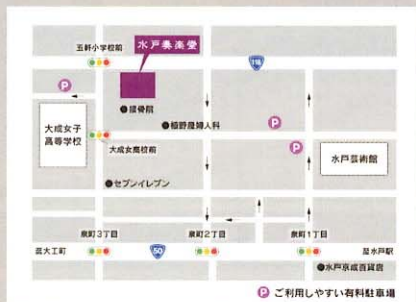 五軒小学校前
水戸奏楽堂
118
P
接骨院
大成女子
高等学校
植野産婦人科
P
大成女高校前
P
水戸芸術館
セブンイレブン
泉町3丁目
泉町2丁目
泉町1丁目
至大工町
50
至水戸駅
水戸京成百貨店
P ご利用しやすい有料駐車場